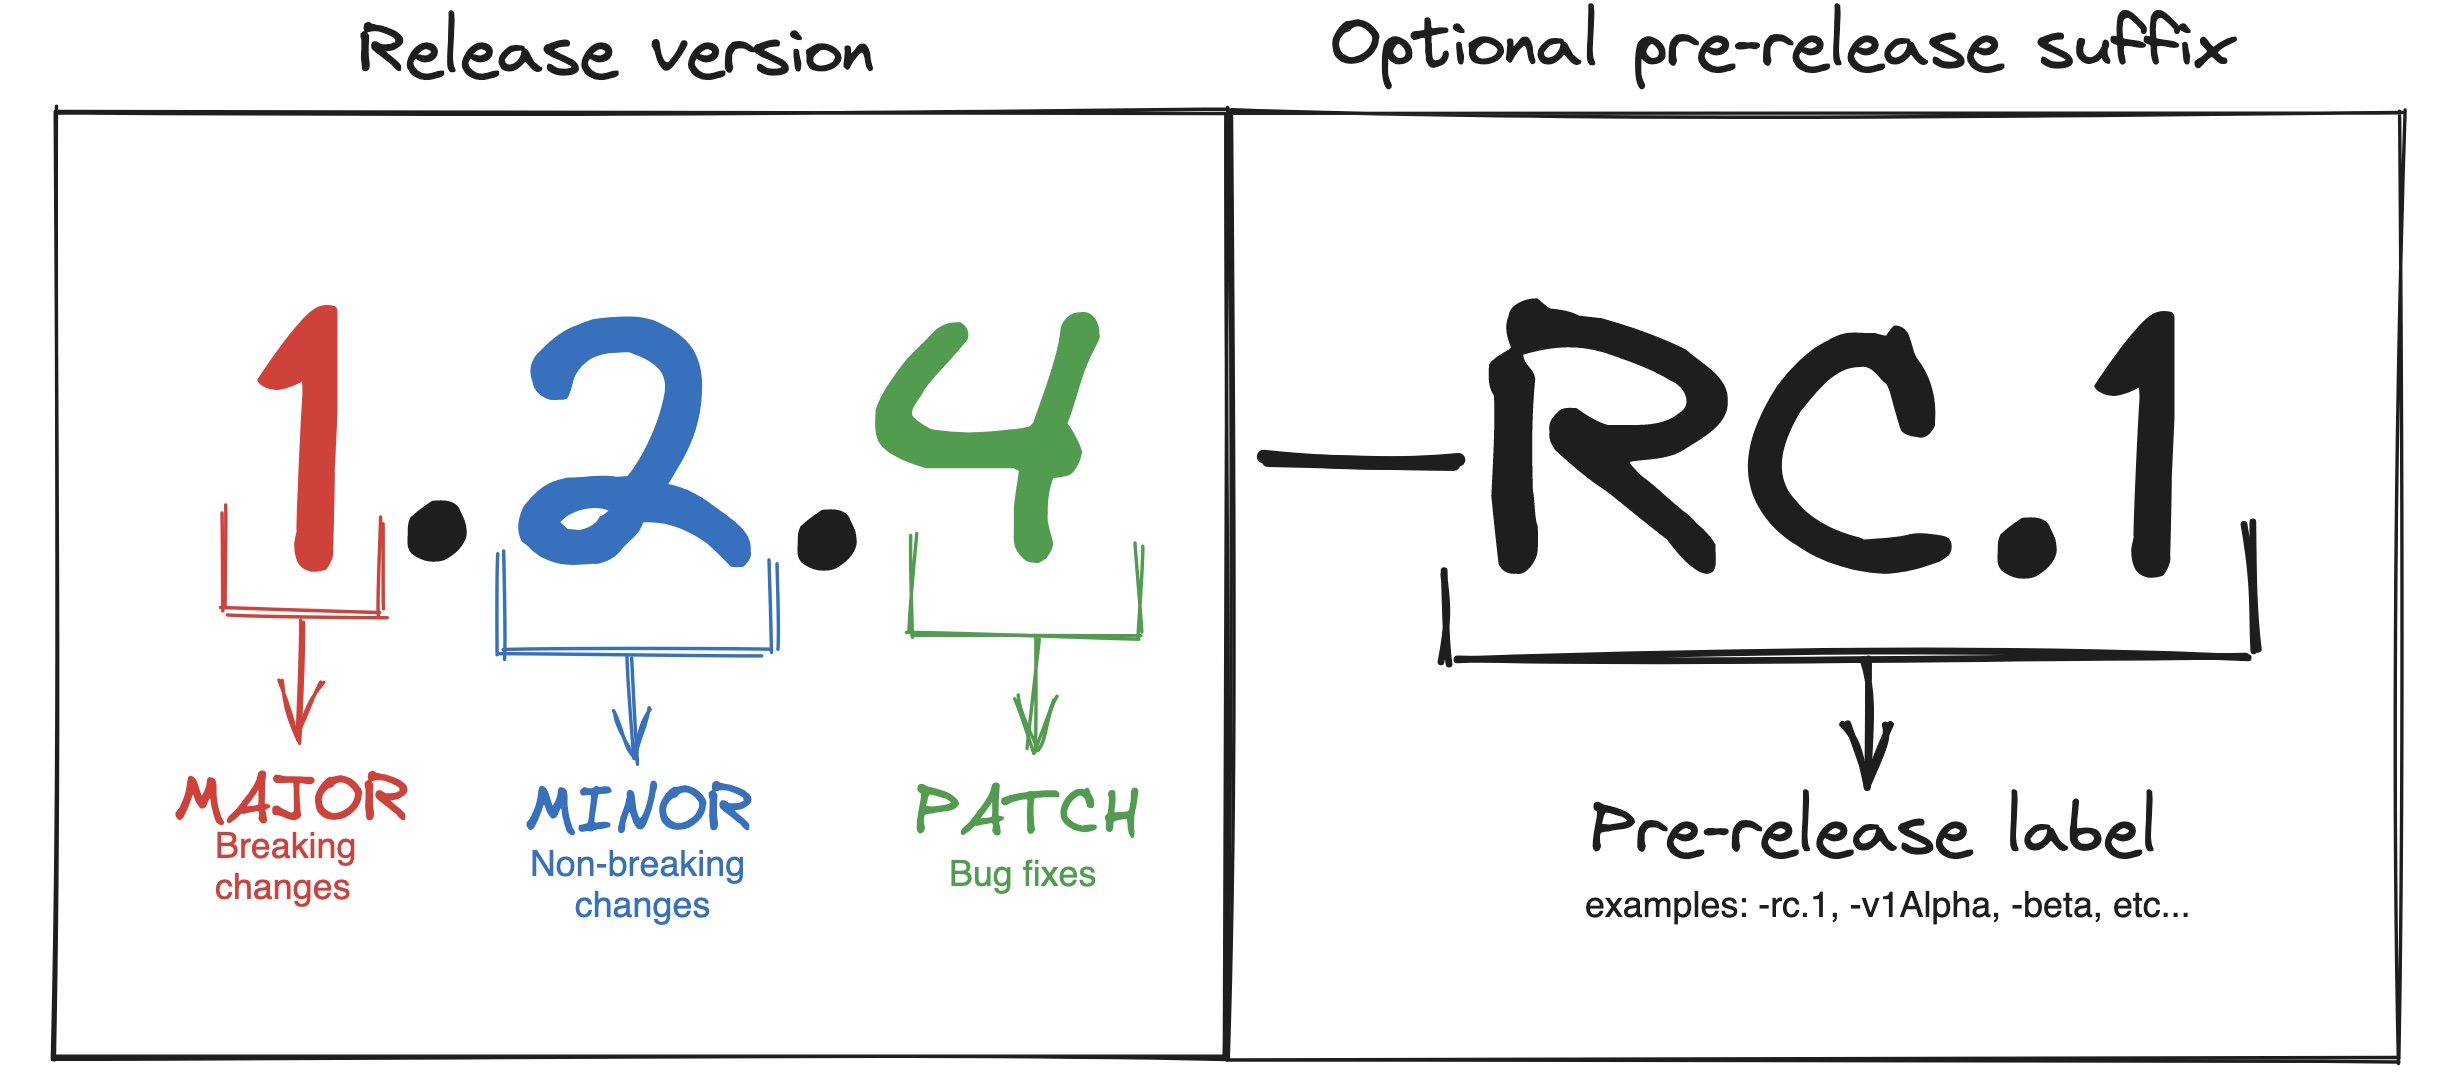 Release version
Optional pre-release suffix
1.2.4
-RC.1
MAJOR
Breaking
changes
MINOR
Non-breaking
changes
PATCH
Bug fixes
Pre-release label
examples: -rc.1, -v1Alpha, -beta, etc...